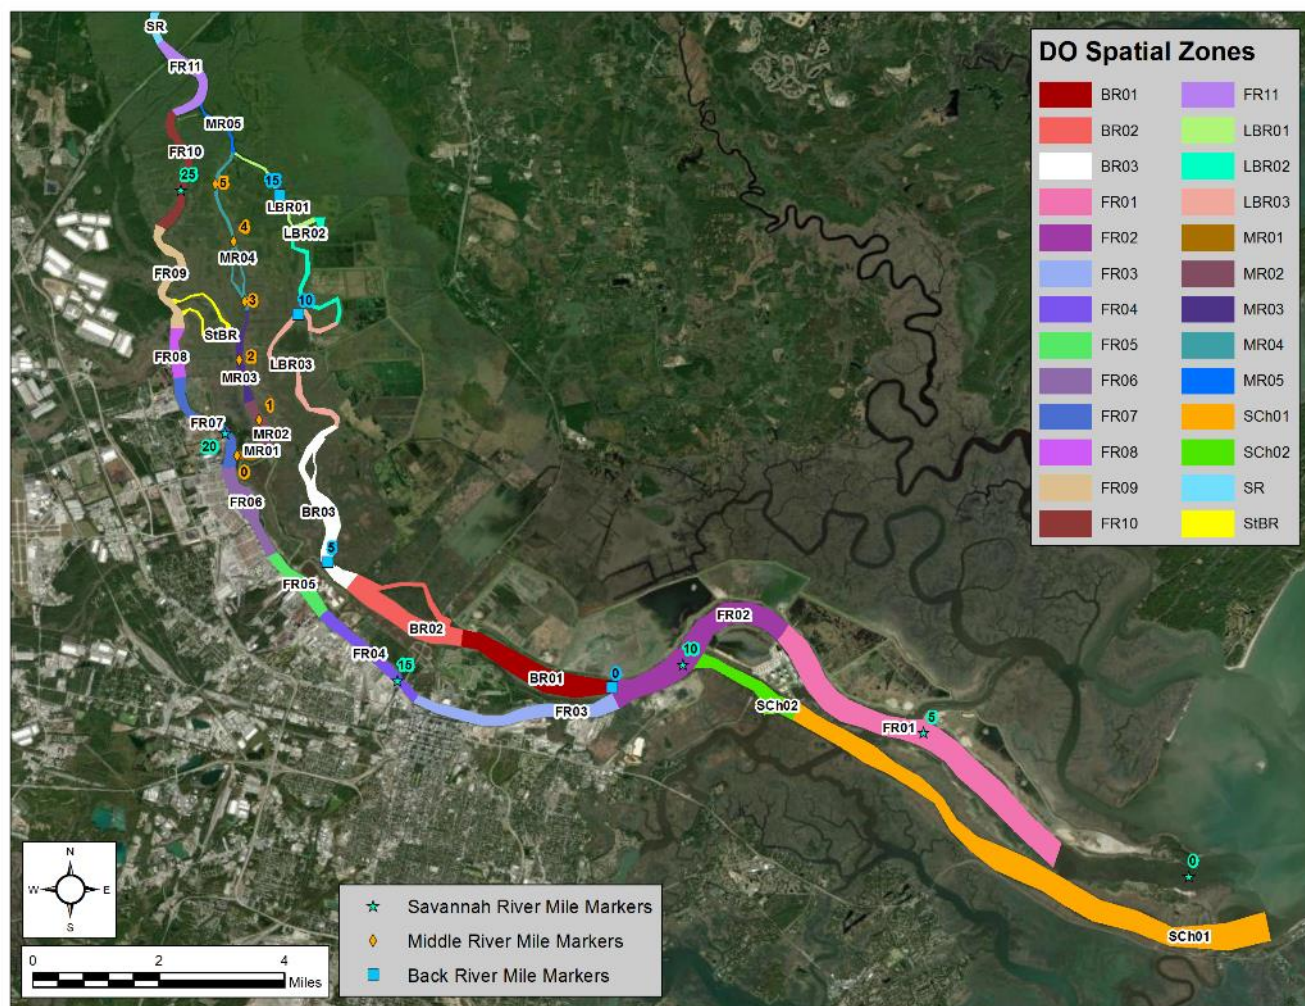 SR
FR11
MR05
FR10
25
5
15
LBR01
LBR02
4
MR04
FR09
3
10
StBR
FR08
2
LBR03
MR03
1
FR07
MR02
20
MR01
0
FR06
BR03
5
FR05
BR02
FR04
15
BR01
0
FR03
10
FR02
SCh02
FR01
5
0
SCh01
DO Spatial Zones
BR01
BR02
BR03
FR01
FR02
FR03
FR04
FR05
FR06
FR07
FR08
FR09
FR10
FR11
LBR01
LBR02
LBR03
MR01
MR02
MR03
MR04
MR05
SCh01
SCh02
SR
StBR
N
W E
S
0 4
Miles
Savannah River Mile Markers
Middle River Mile Markers
Back River Mile Markers